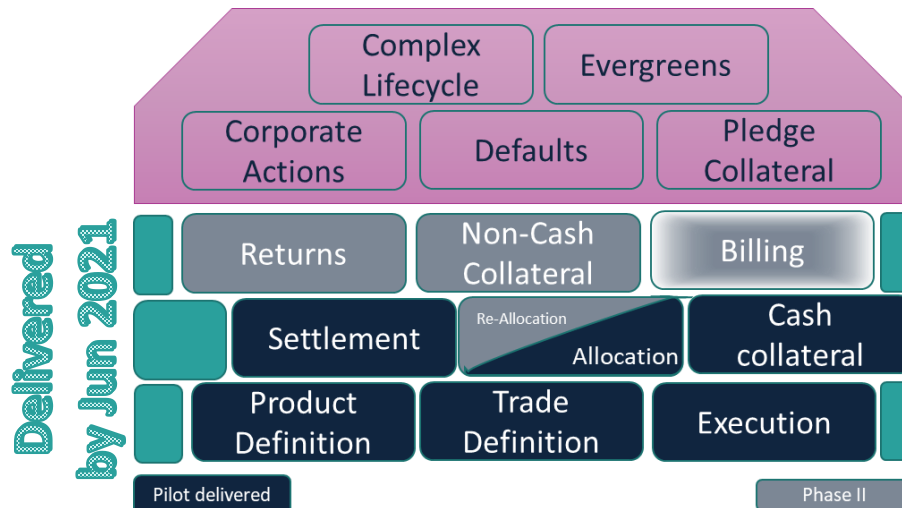 Complex
Lifecycle
Evergreens
Corporate
Actions
Defaults
Pledge
Collateral
Delivered
by Jun 2021
Returns
Non-Cash
Collateral
Billing
Settlement
Re-Allocation
Allocation
Cash
collateral
Product
Definition
Trade
Definition
Execution
Pilot delivered
Phase II